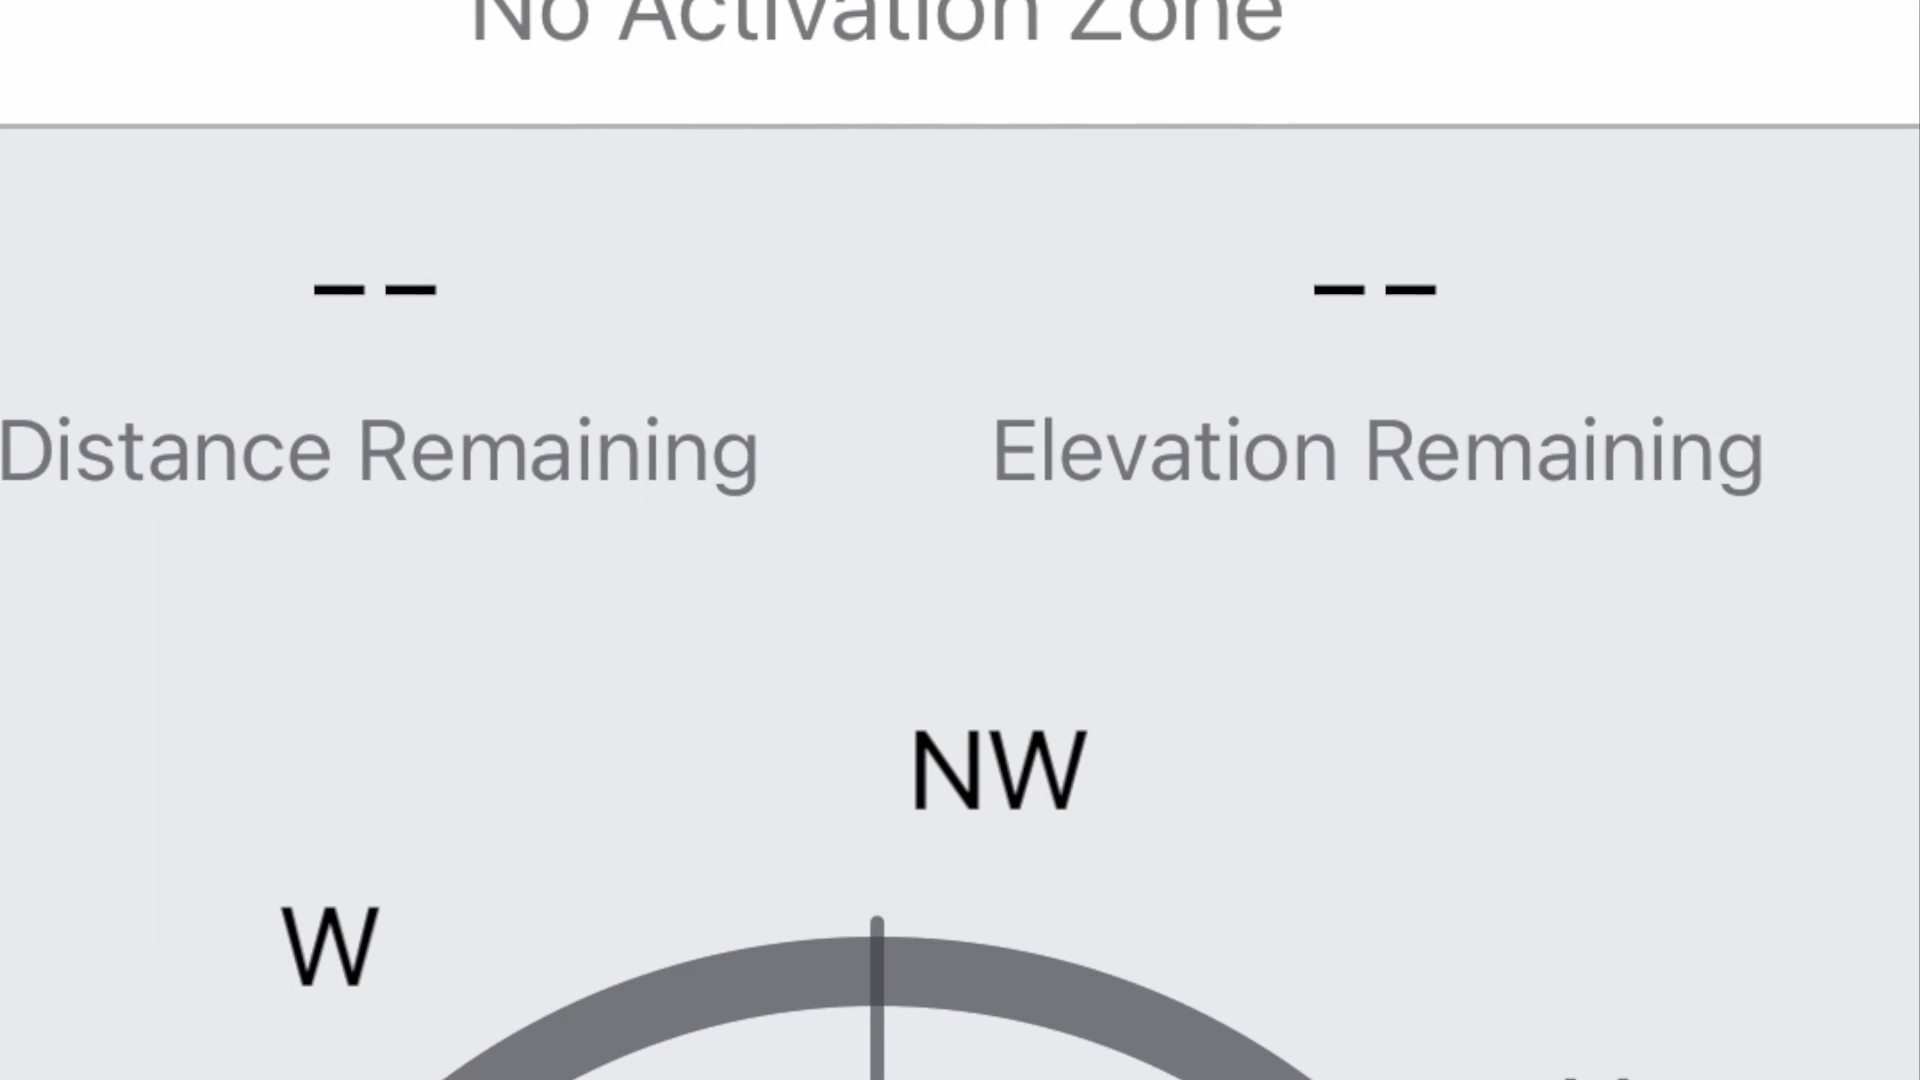 No Activation Zone
-- --
Distance Remaining Elevation Remaining
NW
W